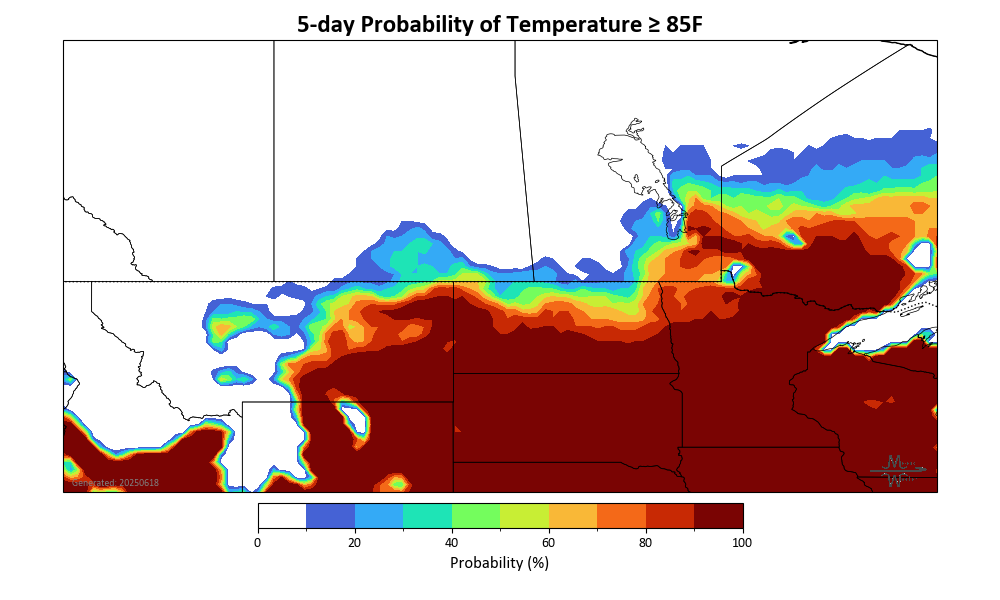 5-day Probability of Temperature ≥ 85F
Generated: 20250618
0 20 40 60 80 100
Probability (%)